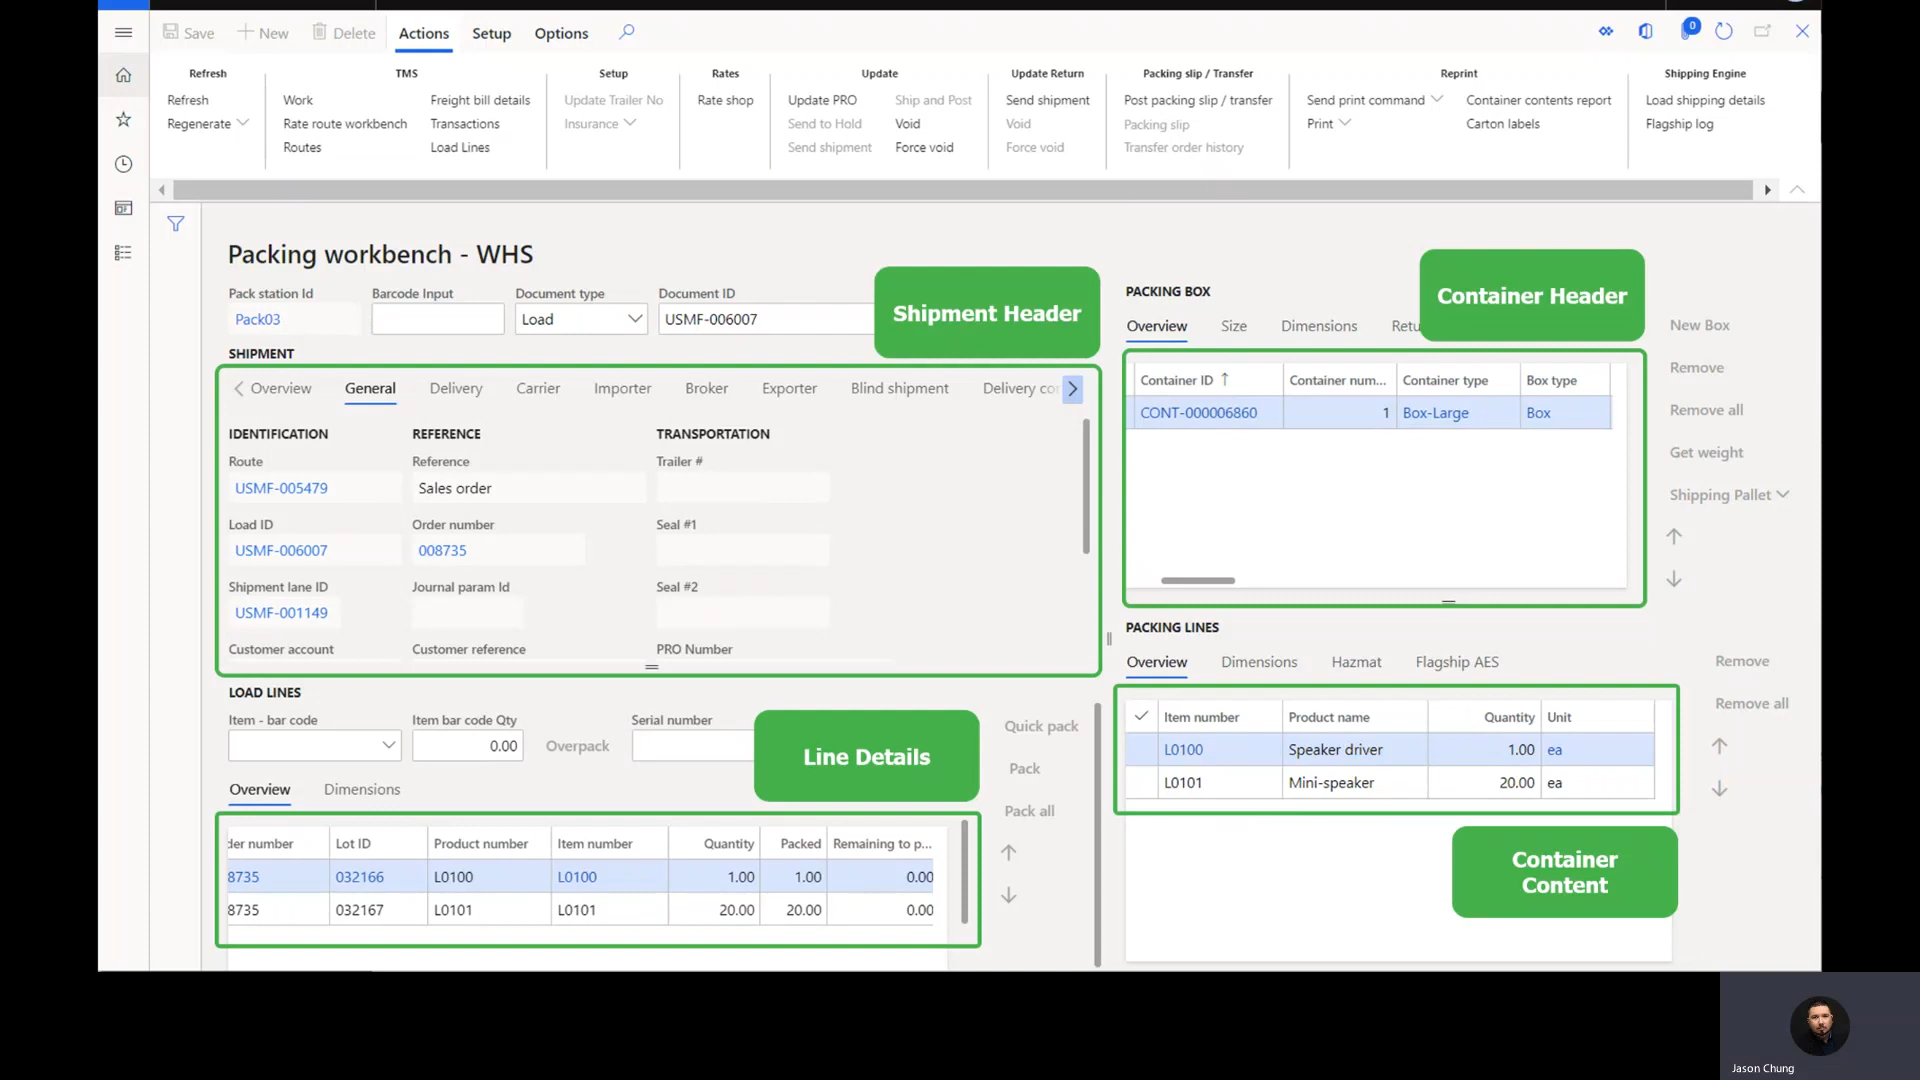 Save
New
Delete
Actions
Setup
Options
0
Refresh
TMS
Setup
Rates
Update
Update Return
Packing slip / Transfer
Reprint
Shipping Engine
Refresh
Work
Freight bill details
Update Trailer No
Rate shop
Update PRO
Ship and Post
Send shipment
Post packing slip / transfer
Send print command
Container contents report
Load shipping details
Regenerate
Rate route workbench
Transactions
Insurance
Send to Hold
Void
Void
Packing slip
Print
Carton labels
Flagship log
Routes
Load Lines
Send shipment
Force void
Force void
Transfer order history
Packing workbench - WHS
Pack station Id
Barcode Input
Document type
Document ID
Pack03
Load
USMF-006007
Shipment Header
SHIPMENT
Overview
General
Delivery
Carrier
Importer
Broker
Exporter
Blind shipment
Delivery co
IDENTIFICATION
REFERENCE
TRANSPORTATION
Route
Reference
Trailer #
USMF-005479
Sales order
Load ID
Order number
Seal #1
USMF-006007
008735
Shipment lane ID
Journal param Id
Seal #2
USMF-001149
Customer account
Customer reference
PRO Number
LOAD LINES
Item - bar code
Item bar code Qty
Serial number
0.00
Overpack
Line Details
Quick pack
Pack
Pack all
Overview
Dimensions
der number
Lot ID
Product number
Item number
Quantity
Packed
Remaining to p...
8735
032166
L0100
L0100
1.00
1.00
0.00
8735
032167
L0101
L0101
20.00
20.00
0.00
PACKING BOX
Container Header
Overview
Size
Dimensions
Retu
New Box
Remove
Remove all
Get weight
Shipping Pallet
Container ID
Container num...
Container type
Box type
CONT-000006860
1
Box-Large
Box
PACKING LINES
Overview
Dimensions
Hazmat
Flagship AES
Remove
Remove all
Item number
Product name
Quantity
Unit
L0100
Speaker driver
1.00
ea
L0101
Mini-speaker
20.00
ea
Container
Content
Jason Chung